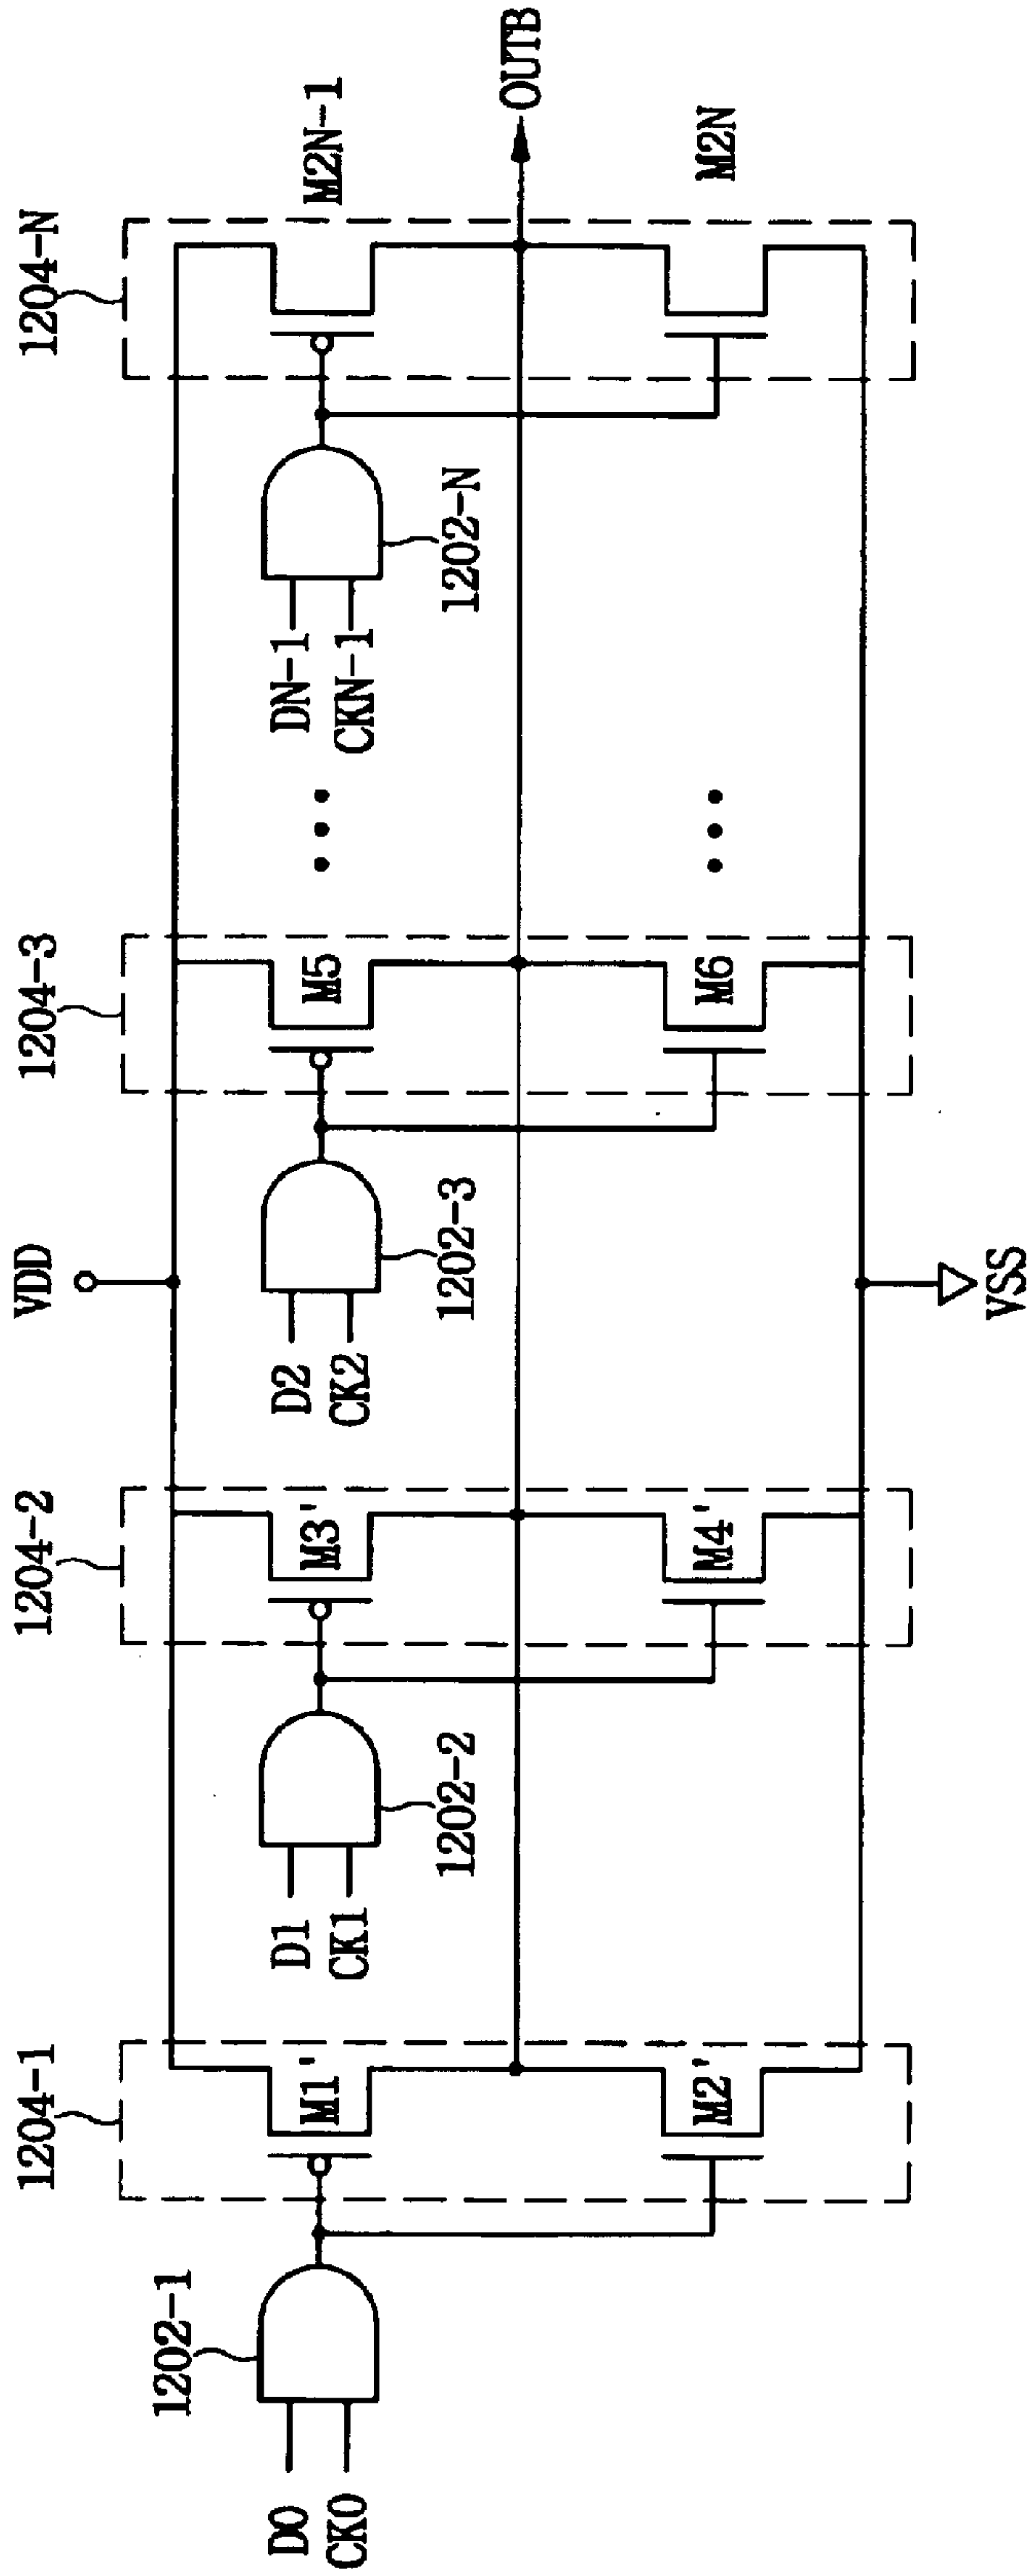 VDD
1204-1
1204-2
1204-3
1204-N
1202-1
D0
CK0
M1'
M2'
D1
CK1
1202-2
M3'
M4'
D2
CK2
1202-3
M5
M6
DN-1
CKN-1
1202-N
M2N-1
OUTB
M2N
VSS